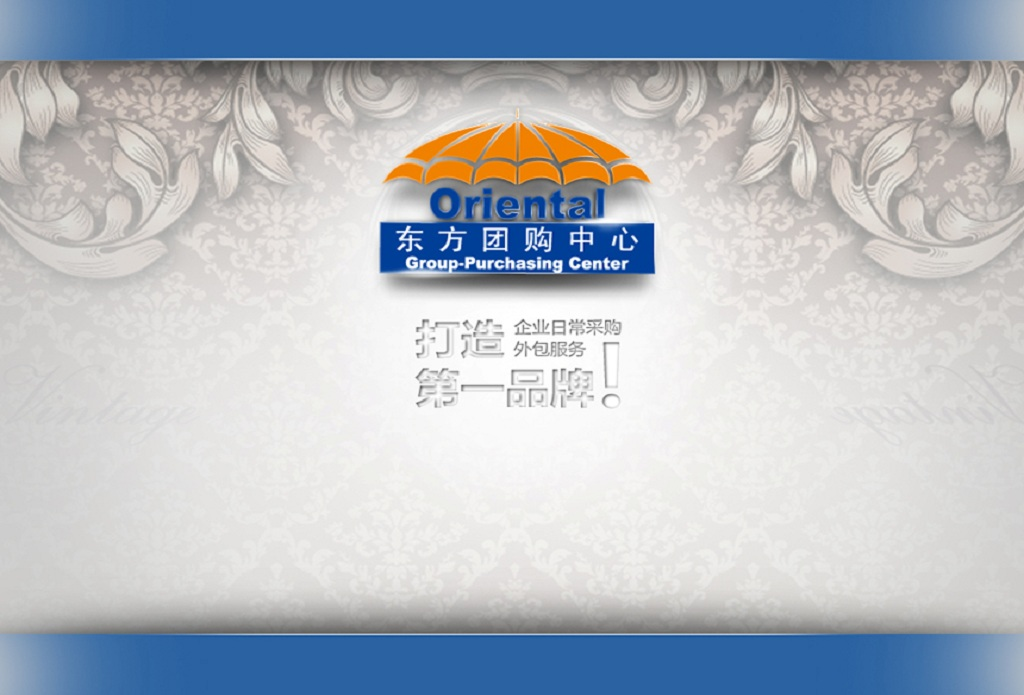 Oriental
东方团购中心
Group-Purchasing Center
打造 企业日常采购
外包服务
第一品牌!